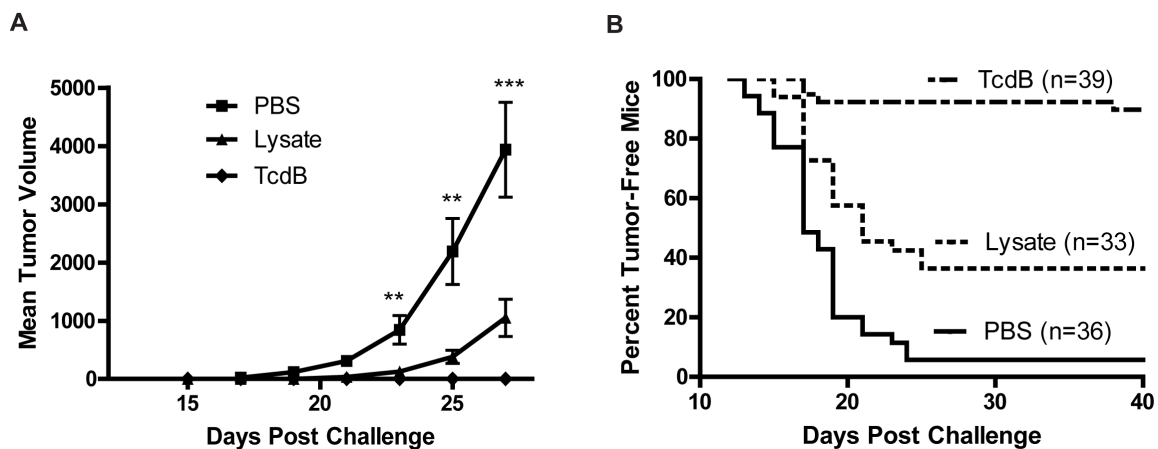 A
Mean Tumor Volume
5000
4000
3000
2000
1000
0
PBS
Lysate
TcdB
**
**
***
15
20
25
Days Post Challenge
B
Percent Tumor-Free Mice
100
80
60
40
20
0
TcdB (n=39)
Lysate (n=33)
PBS (n=36)
10
20
30
40
Days Post Challenge